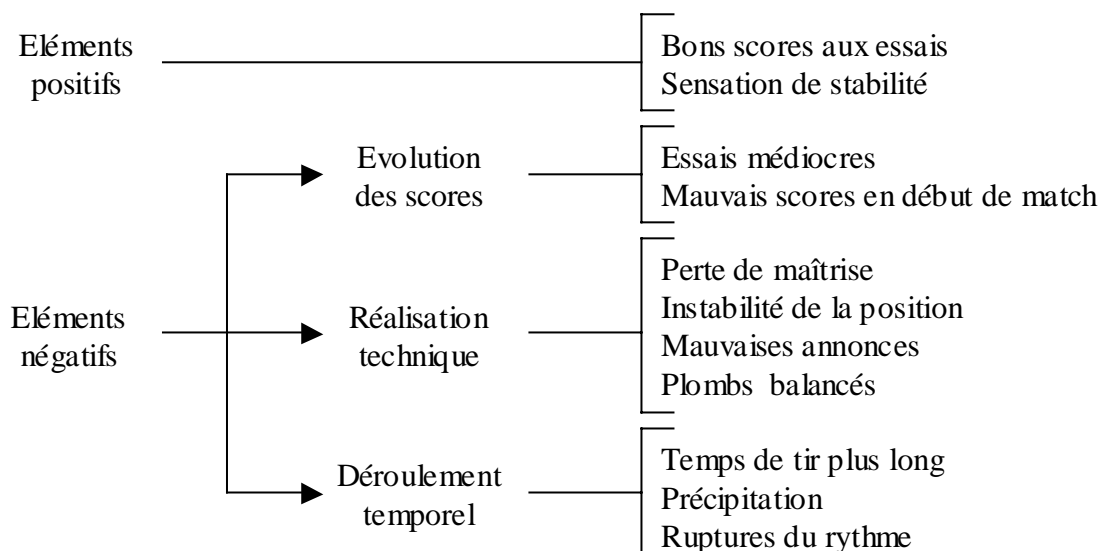 Eléments
positifs
Bons scores aux essais
Sensation de stabilité
Evolution
des scores
Essais médiocres
Mauvais scores en début de match
Eléments
négatifs
Réalisation
technique
Perte de maîtrise
Instabilité de la position
Mauvaises annonces
Plombs balancés
Déroulement
temporel
Temps de tir plus long
Précipitation
Ruptures du rythme